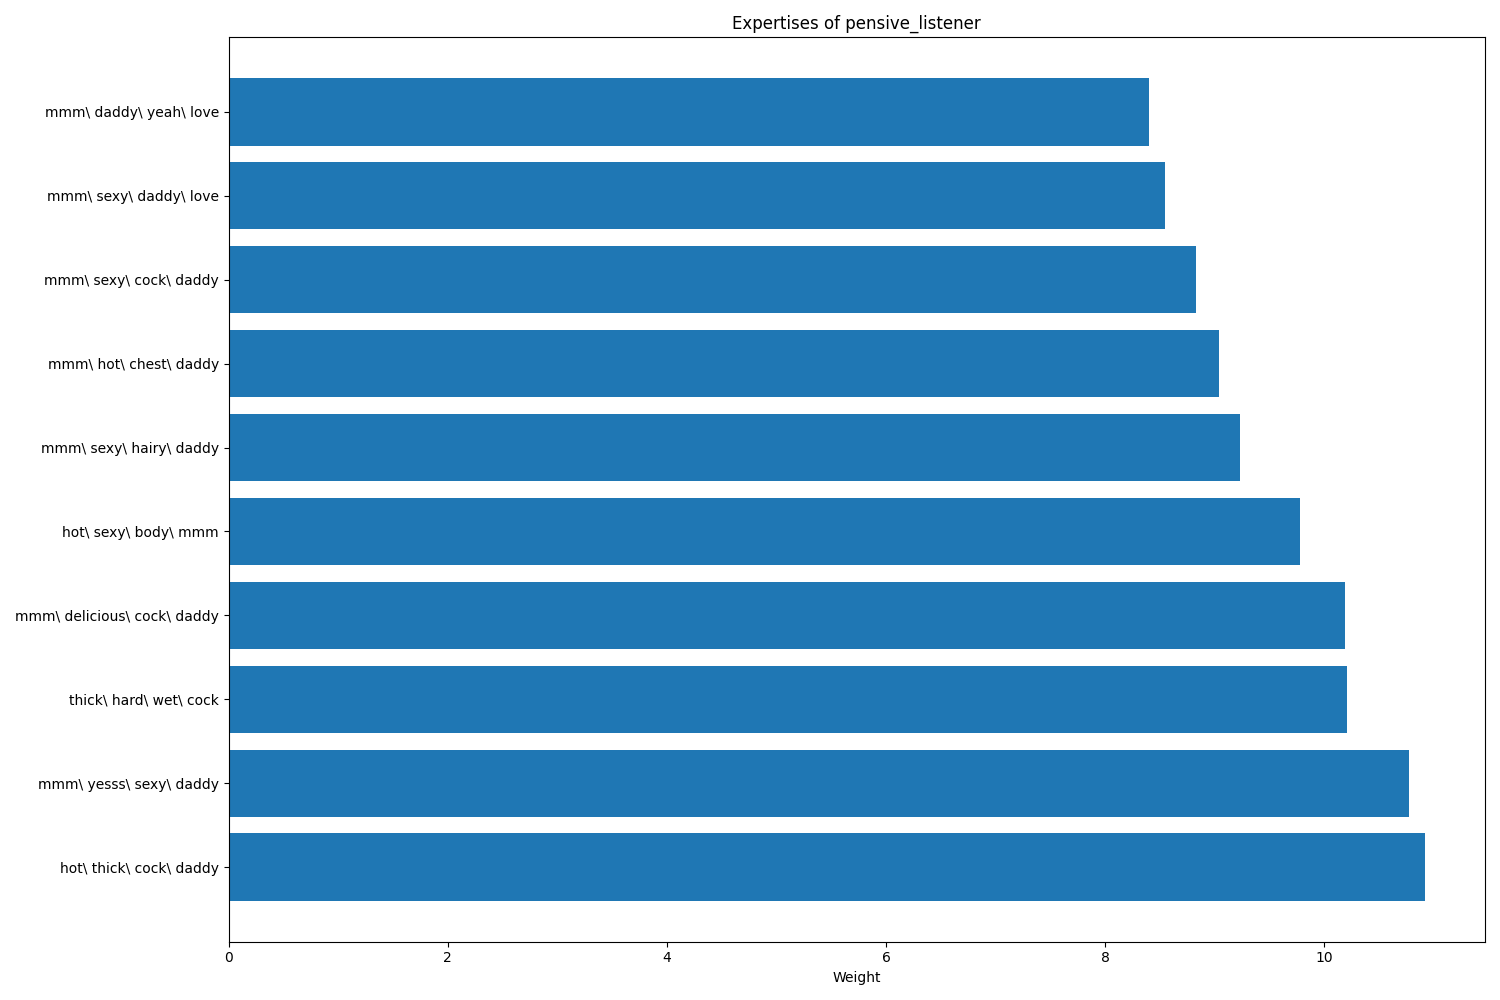 Expertises of pensive_listener
mmm\ daddy\ yeah\ love
mmm\ sexy\ daddy\ love
mmm\ sexy\ cock\ daddy
mmm\ hot\ chest\ daddy
mmm\ sexy\ hairy\ daddy
hot\ sexy\ body\ mmm
mmm\ delicious\ cock\ daddy
thick\ hard\ wet\ cock
mmm\ yesss\ sexy\ daddy
hot\ thick\ cock\ daddy
0 2 4 6 8 10
Weight